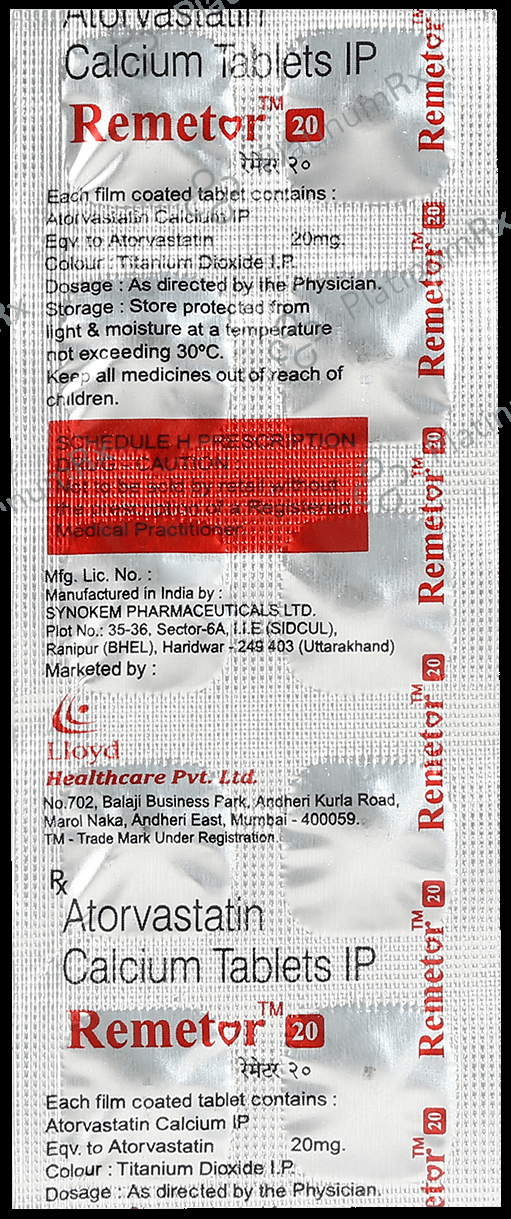 Atorvastatin
Calcium Tablets IP
Remetor™ 20
रेमेटर २०
Each film coated tablet contains :
Atorvastatin Calcium IP
Eqv. to Atorvastatin 20mg.
Colour : Titanium Dioxide I.P.
Dosage : As directed by the Physician.
Storage : Store protected from
light & moisture at a temperature
not exceeding 30ºC.
Keep all medicines out of reach of
children.
SCHEDULE H PRESCRIPTION
DRUG - CAUTION :
Not to be sold by retail without
the prescription of a Registered
Medical Practitioner.
Mfg. Lic. No. :
Manufactured in India by :
SYNOKEM PHARMACEUTICALS LTD.
Plot No.: 35-36, Sector-6A, I.I.E (SIDCUL),
Ranipur (BHEL), Haridwar - 249 403 (Uttarakhand)
Marketed by :
Lloyd
Healthcare Pvt. Ltd.
No.702, Balaji Business Park, Andheri Kurla Road,
Marol Naka, Andheri East, Mumbai - 400059.
TM - Trade Mark Under Registration.
Rx
Atorvastatin
Calcium Tablets IP
Remetor™ 20
रेमेटर २०
Each film coated tablet contains :
Atorvastatin Calcium IP
Eqv. to Atorvastatin 20mg.
Colour : Titanium Dioxide I.P.
Dosage : As directed by the Physician.
Remetor
Remetor™ 20
Remetor™ 20
Remetor™ 20
Remetor™ 20
etor™ 20
PlatinumRx
PlatinumRx